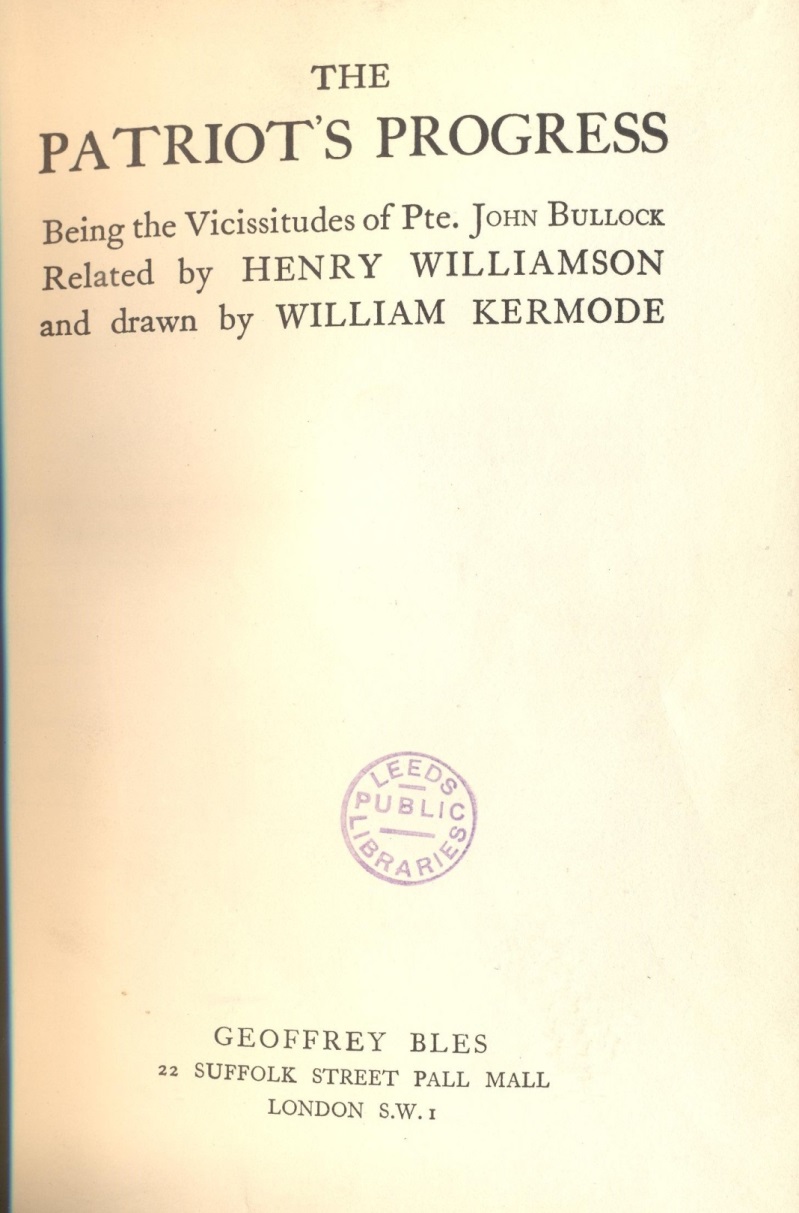 THE
PATRIOT'S PROGRESS
Being the Vicissitudes of Pte. JOHN BULLOCK
Related by HENRY WILLIAMSON
and drawn by WILLIAM KERMODE
LEEDS
PUBLIC
LIBRARIES
GEOFFREY BLES
22 SUFFOLK STREET PALL MALL
LONDON S.W. 1